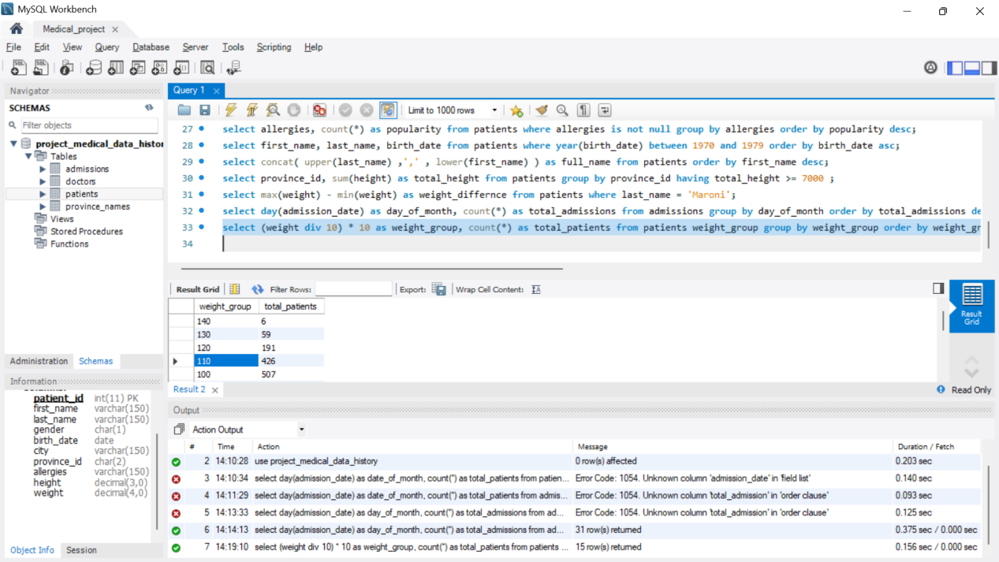 MySQL Workbench
Medical_project
File Edit View Query Database Server Tools Scripting Help
Navigator
SCHEMAS
Filter objects
project_medical_data_histor
Tables
admissions
doctors
patients
province_names
Views
Stored Procedures
Functions
Administration Schemas
Information
patient_id int(11) PK
first_name varchar(150)
last_name varchar(150)
gender char(1)
birth_date date
city varchar(150)
province_id char(2)
allergies varchar(150)
height decimal(3,0)
weight decimal(4,0)
Object Info Session
Query 1
Limit to 1000 rows
27 select allergies, count(*) as popularity from patients where allergies is not null group by allergies order by popularity desc;
28 select first_name, last_name, birth_date from patients where year(birth_date) between 1970 and 1979 order by birth_date asc;
29 select concat( upper(last_name) ,',' , lower(first_name) ) as full_name from patients order by first_name desc;
30 select province_id, sum(height) as total_height from patients group by province_id having total_height >= 7000 ;
31 select max(weight) - min(weight) as weight_differnce from patients where last_name = 'Maroni';
32 select day(admission_date) as day_of_month, count(*) as total_admissions from admissions group by day_of_month order by total_admissions de
33 select (weight div 10) * 10 as weight_group, count(*) as total_patients from patients weight_group group by weight_group order by weight_gr
34
Result Grid Filter Rows: Export: Wrap Cell Content:
weight_group total_patients
140 6
130 59
120 191
110 426
100 507
Result Grid
Result 2 Read Only
Output
Action Output
# Time Action Message Duration / Fetch
2 14:10:28 use project_medical_data_history 0 row(s) affected 0.203 sec
3 14:10:34 select day(admission_date) as date_of_month, count(*) as total_patients from patien... Error Code: 1054. Unknown column 'admission_date' in 'field list' 0.140 sec
4 14:11:29 select day(admission_date) as date_of_month, count(*) as total_patients from admis... Error Code: 1054. Unknown column 'total_admission' in 'order clause' 0.093 sec
5 14:13:33 select day(admission_date) as day_of_month, count(*) as total_admissions from ad... Error Code: 1054. Unknown column 'total_admission' in 'order clause' 0.125 sec
6 14:14:13 select day(admission_date) as day_of_month, count(*) as total_admissions from ad... 31 row(s) returned 0.375 sec / 0.000 sec
7 14:19:10 select (weight div 10) * 10 as weight_group, count(*) as total_patients from patients ... 15 row(s) returned 0.156 sec / 0.000 sec